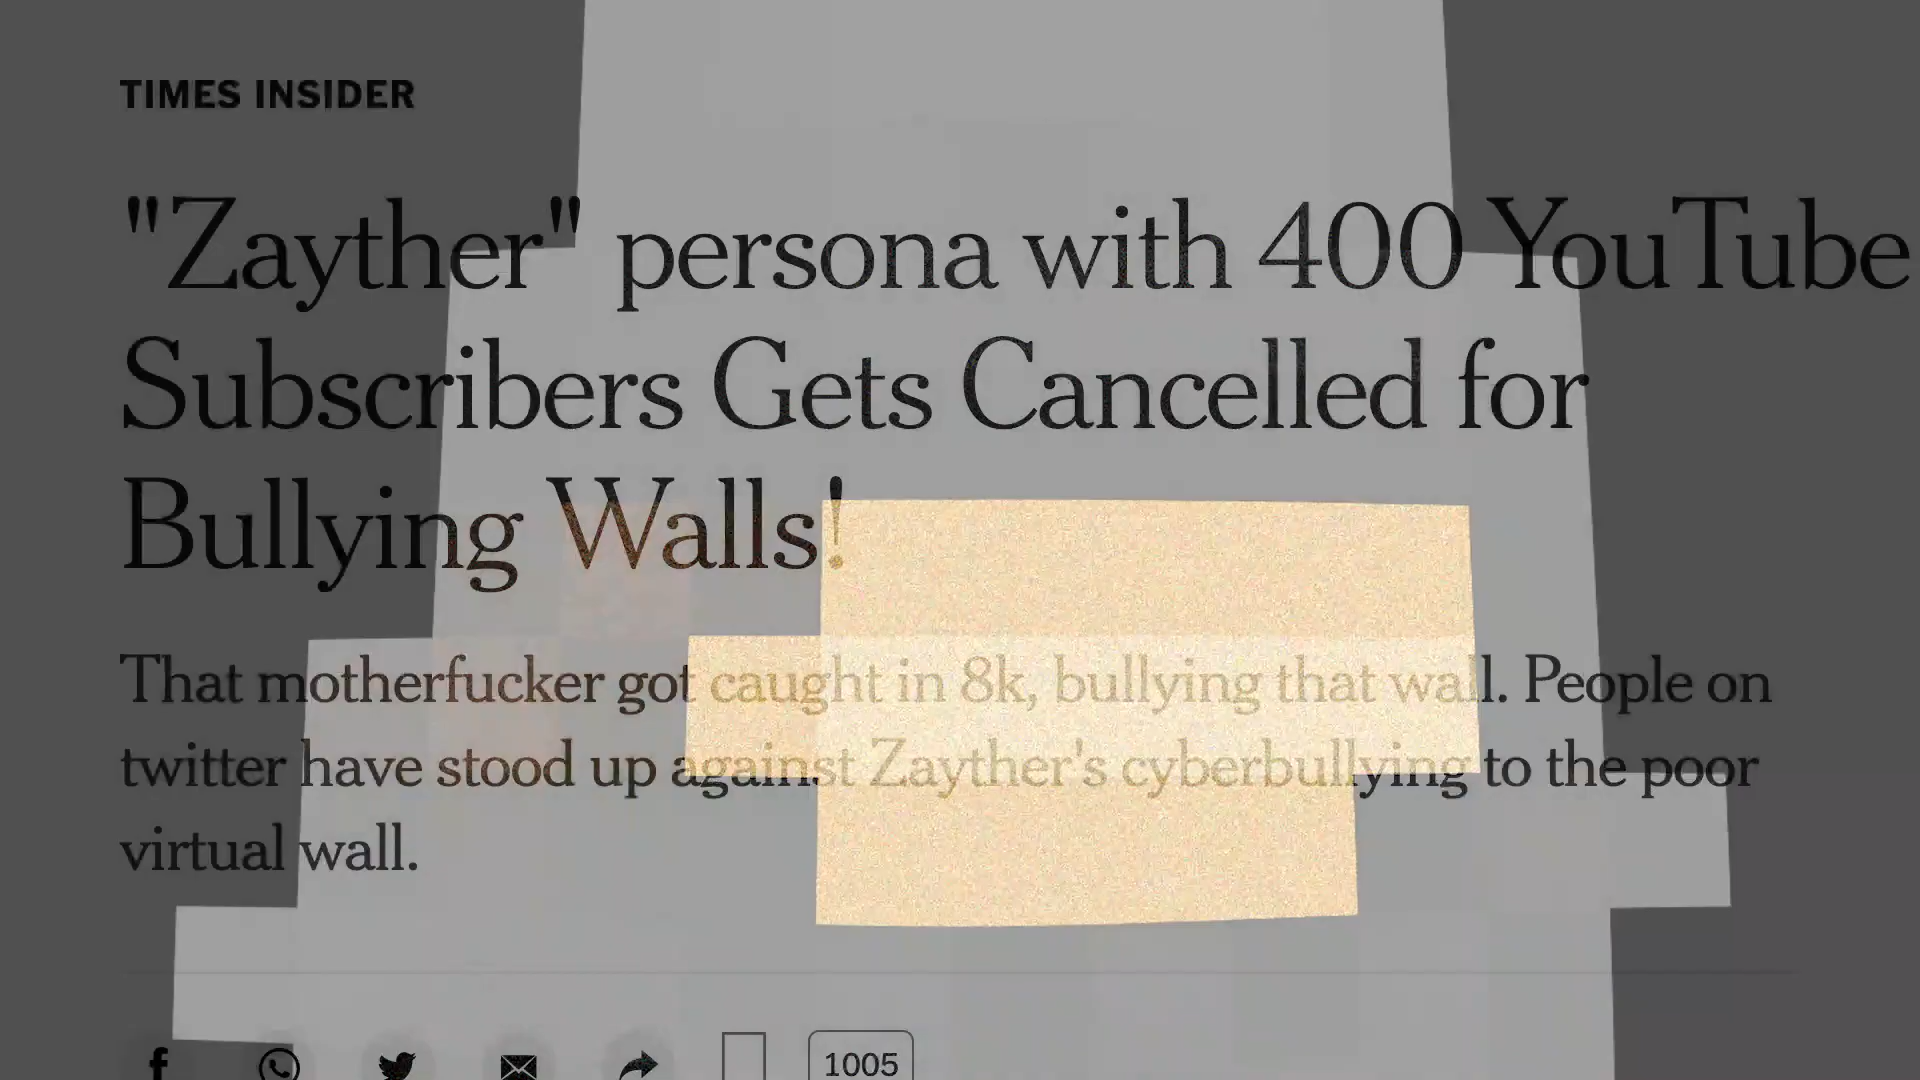 TIMES INSIDER
"Zayther" persona with 400 YouTube
Subscribers Gets Cancelled for
Bullying Walls!
That motherfucker got caught in 8k, bullying that wall. People on
twitter have stood up against Zayther's cyberbullying to the poor
virtual wall.
1005